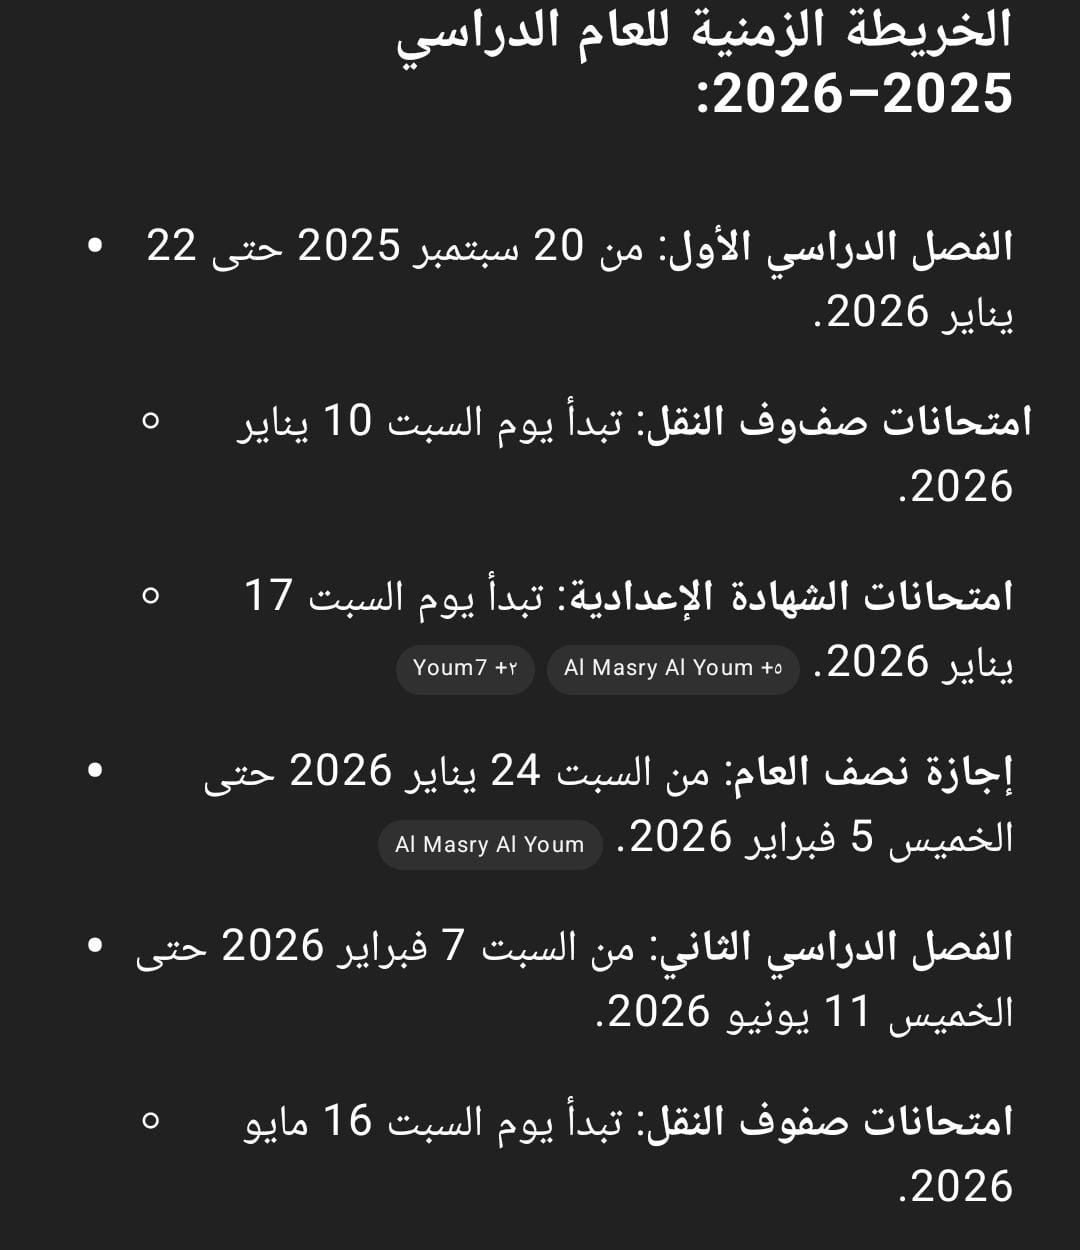 الخريطة الزمنية للعام الدراسي
2025–2026:
• الفصل الدراسي الأول: من 20 سبتمبر 2025 حتى 22
يناير 2026.
○ امتحانات صفوف النقل: تبدأ يوم السبت 10 يناير
2026.
○ امتحانات الشهادة الإعدادية: تبدأ يوم السبت 17
يناير 2026. Al Masry Al Youm +٥ Youm7 +٢
• إجازة نصف العام: من السبت 24 يناير 2026 حتى
الخميس 5 فبراير 2026. Al Masry Al Youm
• الفصل الدراسي الثاني: من السبت 7 فبراير 2026 حتى
الخميس 11 يونيو 2026.
○ امتحانات صفوف النقل: تبدأ يوم السبت 16 مايو
2026.